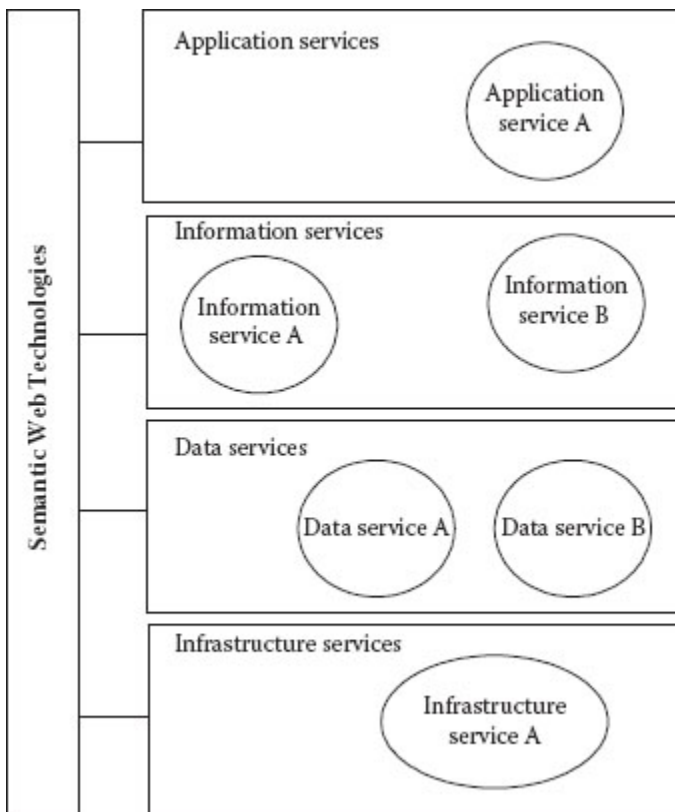 Semantic Web Technologies
Application services
Application
service A
Information services
Information
service A
Information
service B
Data services
Data service A
Data service B
Infrastructure services
Infrastructure
service A